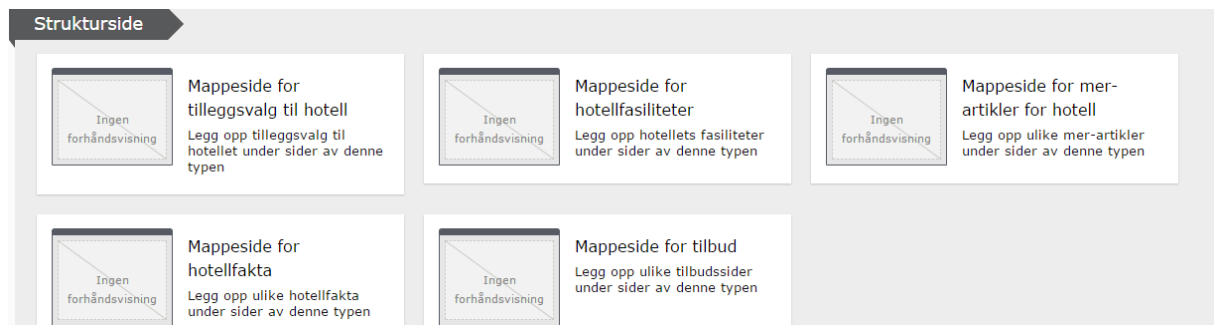 Strukturside
Ingen
forhåndsvisning
Mappeside for
tilleggsvalg til hotell
Legg opp tilleggsvalg til
hotellet under sider av denne
typen
Ingen
forhåndsvisning
Mappeside for
hotellfasiliteter
Legg opp hotellets fasiliteter
under sider av denne typen
Ingen
forhåndsvisning
Mappeside for mer-
artikler for hotell
Legg opp ulike mer-artikler
under sider av denne typen
Ingen
forhåndsvisning
Mappeside for
hotellfakta
Legg opp ulike hotellfakta
under sider av denne typen
Ingen
forhåndsvisning
Mappeside for tilbud
Legg opp ulike tilbudssider
under sider av denne typen